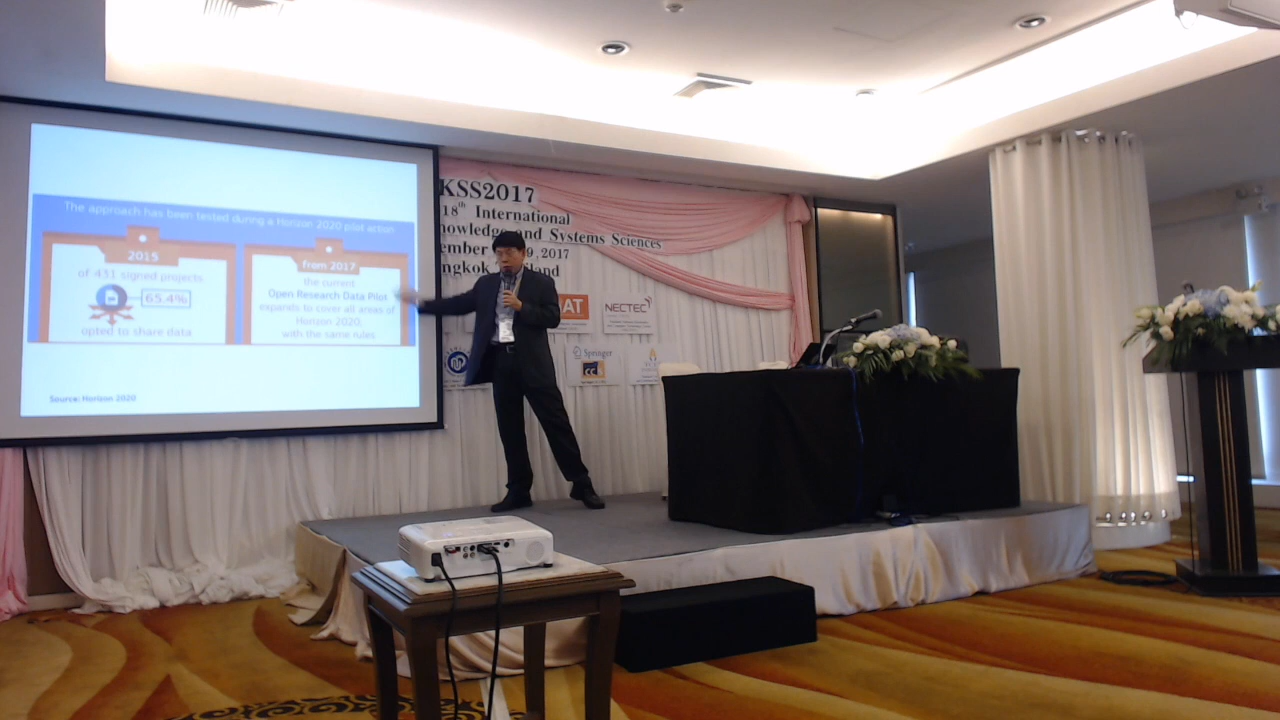 The approach has been tested during a Horizon 2020 pilot action
2015
of 431 signed projects
65.4%
opted to share data
from 2017
the current
Open Research Data Pilot
expands to cover all areas of
Horizon 2020,
with the same rules
Source: Horizon 2020
KSS2017
18th International
nowledge and Systems Sciences
ember 9, 2017
ngkok land
AT
NECTEC
Springer
CCIS